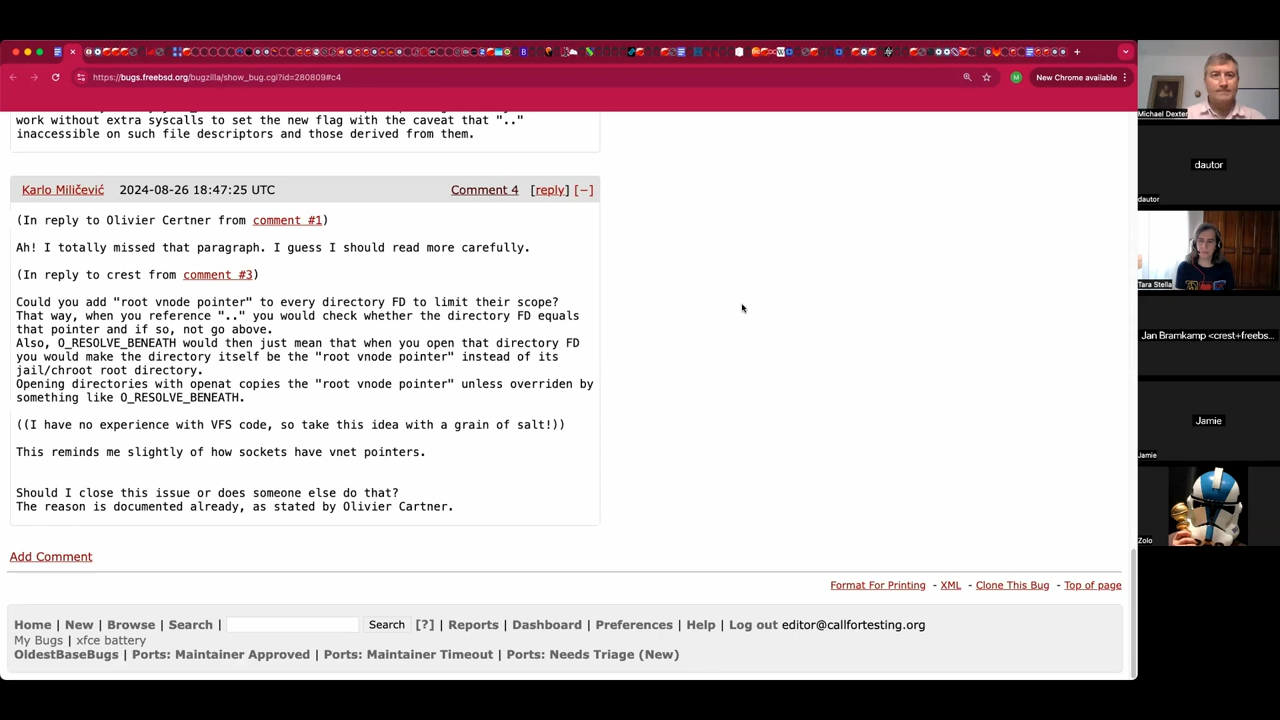 https://bugs.freebsd.org/bugzilla/show_bug.cgi?id=280809#c4
M
New Chrome available
work without extra syscalls to set the new flag with the caveat that ".."
inaccessible on such file descriptors and those derived from them.
Karlo Miličević 2024-08-26 18:47:25 UTC Comment 4 [reply] [−]
(In reply to Olivier Certner from comment #1)
Ah! I totally missed that paragraph. I guess I should read more carefully.
(In reply to crest from comment #3)
Could you add "root vnode pointer" to every directory FD to limit their scope?
That way, when you reference ".." you would check whether the directory FD equals
that pointer and if so, not go above.
Also, O_RESOLVE_BENEATH would then just mean that when you open that directory FD
you would make the directory itself be the "root vnode pointer" instead of its
jail/chroot root directory.
Opening directories with openat copies the "root vnode pointer" unless overriden by
something like O_RESOLVE_BENEATH.
((I have no experience with VFS code, so take this idea with a grain of salt!))
This reminds me slightly of how sockets have vnet pointers.
Should I close this issue or does someone else do that?
The reason is documented already, as stated by Olivier Cartner.
Add Comment
Format For Printing - XML - Clone This Bug - Top of page
Home | New | Browse | Search | Search [?] | Reports | Dashboard | Preferences | Help | Log out editor@callfortesting.org
My Bugs | xfce battery
OldestBaseBugs | Ports: Maintainer Approved | Ports: Maintainer Timeout | Ports: Needs Triage (New)
Michael Dexter
dautor
dautor
Tara Stella
Jan Bramkamp <crest+freebs...
Jamie
Jamie
Zolo